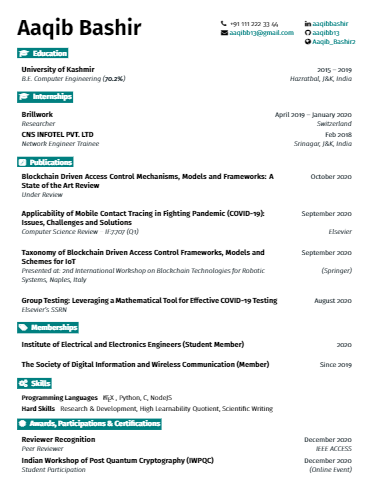 Aaqib Bashir
+91 111 222 33 44
aaqibb13@gmail.com
aaqibbashir
aaqibb13
Aaqib_Bashir2
Education
University of Kashmir 2015 – 2019
B.E. Computer Engineering (70.2%) Hazratbal, J&K, India
Internships
Brillwork April 2019 – January 2020
Researcher Switzerland
CNS INFOTEL PVT. LTD Feb 2018
Network Engineer Trainee Srinagar, J&K, India
Publications
Blockchain Driven Access Control Mechanisms, Models and Frameworks: A October 2020
State of the Art Review
Under Review
Applicability of Mobile Contact Tracing in Fighting Pandemic (COVID-19): September 2020
Issues, Challenges and Solutions
Computer Science Review IF:7.707 (Q1) Elsevier
Taxonomy of Blockchain Driven Access Control Frameworks, Models and September 2020
Schemes for IoT
Presented at: 2nd International Workshop on Blockchain Technologies for Robotic (Springer)
Systems, Naples, Italy
Group Testing: Leveraging a Mathematical Tool for Effective COVID-19 Testing August 2020
Elsevier's SSRN
Memberships
Institute of Electrical and Electronics Engineers (Student Member) 2020
The Society of Digital Information and Wireless Communication (Member) Since 2019
Skills
Programming Languages LaTeX , Python, C, NodeJS
Hard Skills Research & Development, High Learnability Quotient, Scientific Writing
Awards, Participations & Certifications
Reviewer Recognition December 2020
Peer Reviewer IEEE ACCESS
Indian Workshop of Post Quantum Cryptography (IWPQC) December 2020
Student Participation (Online Event)